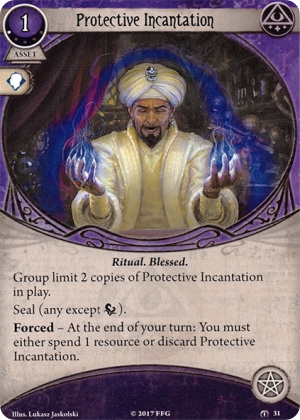 Protective Incantation
1
ASSET
Ritual. Blessed.
Group limit 2 copies of Protective Incantation
in play.
Seal (any except ).
Forced – At the end of your turn: You must
either spend 1 resource or discard Protective
Incantation.
Illus. Lukasz Jaskolski
© 2017 FFG
31